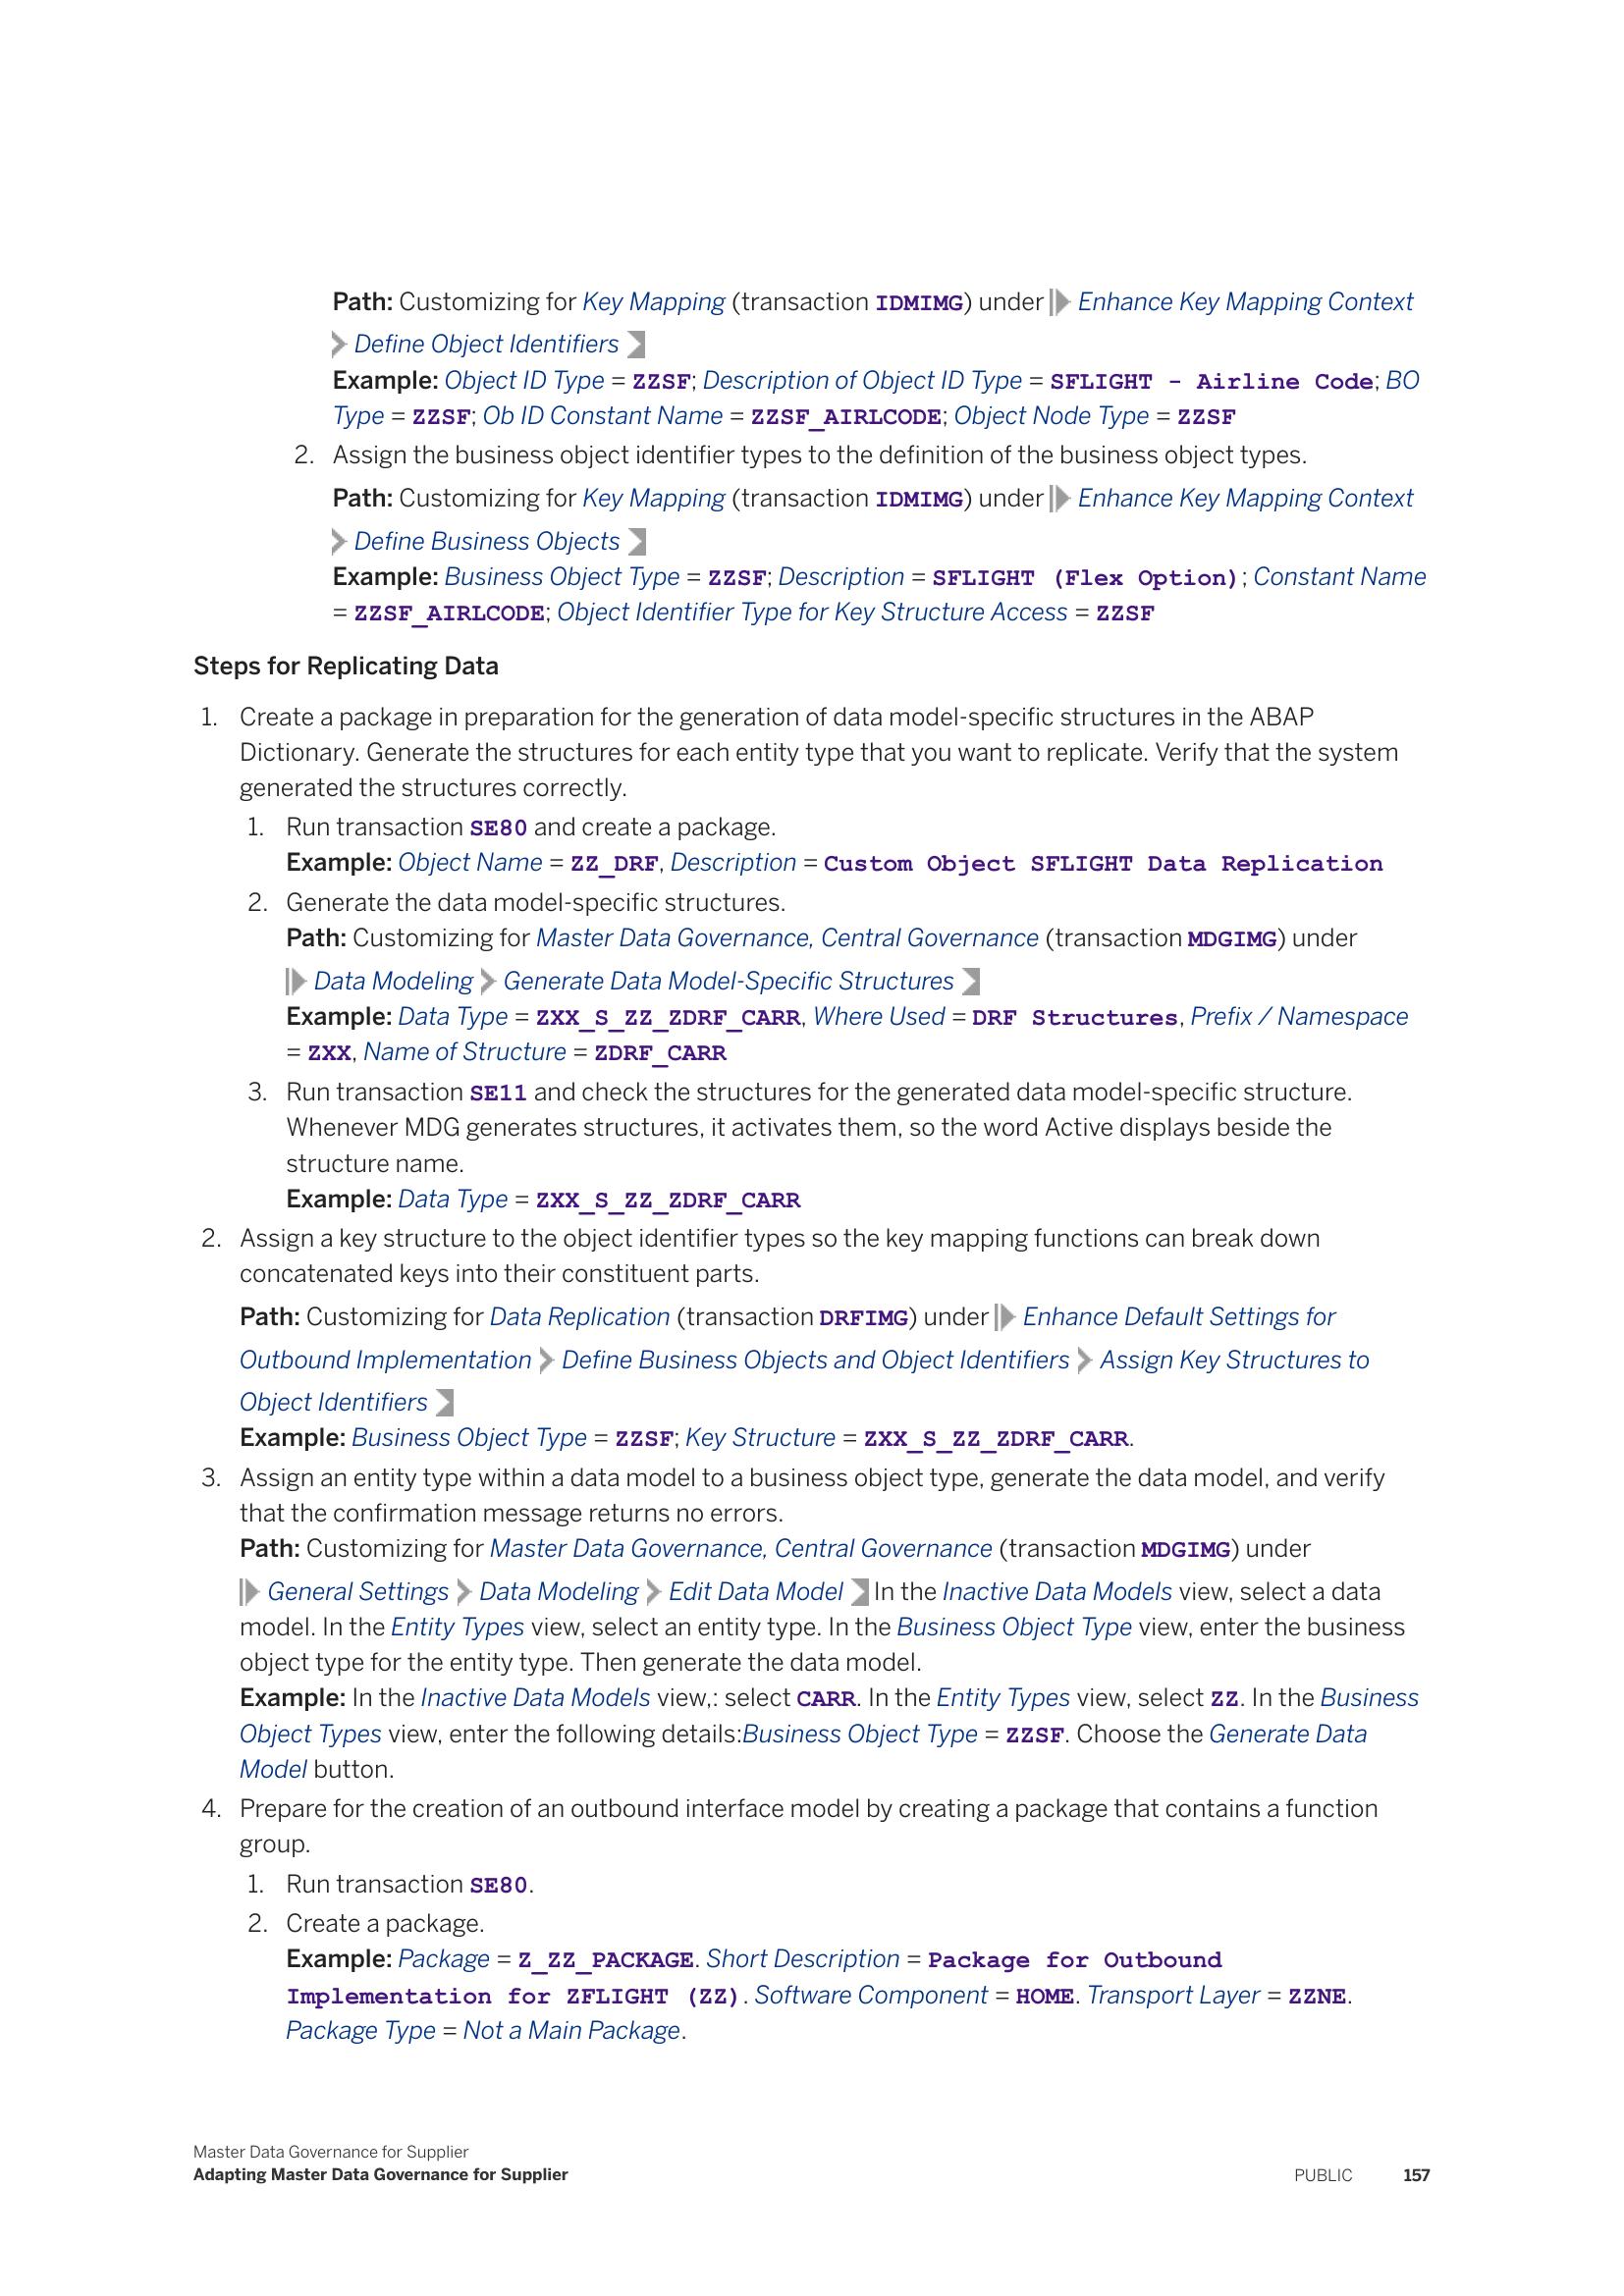 Path: Customizing for Key Mapping (transaction IDMIMG) under Enhance Key Mapping Context
Define Object Identifiers
Example: Object ID Type = ZZSF; Description of Object ID Type = SFLIGHT – Airline Code; BO
Type = ZZSF; Ob ID Constant Name = ZZSF_AIRLCODE; Object Node Type = ZZSF
2. Assign the business object identifier types to the definition of the business object types.
Path: Customizing for Key Mapping (transaction IDMIMG) under Enhance Key Mapping Context
Define Business Objects
Example: Business Object Type = ZZSF; Description = SFLIGHT (Flex Option); Constant Name
= ZZSF_AIRLCODE; Object Identifier Type for Key Structure Access = ZZSF
Steps for Replicating Data
1. Create a package in preparation for the generation of data model-specific structures in the ABAP
Dictionary. Generate the structures for each entity type that you want to replicate. Verify that the system
generated the structures correctly.
1. Run transaction SE80 and create a package.
Example: Object Name = ZZ_DRF, Description = Custom Object SFLIGHT Data Replication
2. Generate the data model-specific structures.
Path: Customizing for Master Data Governance, Central Governance (transaction MDGIMG) under
Data Modeling Generate Data Model-Specific Structures
Example: Data Type = ZXX_S_ZZ_ZDRF_CARR, Where Used = DRF Structures, Prefix / Namespace
= ZXX, Name of Structure = ZDRF_CARR
3. Run transaction SE11 and check the structures for the generated data model-specific structure.
Whenever MDG generates structures, it activates them, so the word Active displays beside the
structure name.
Example: Data Type = ZXX_S_ZZ_ZDRF_CARR
2. Assign a key structure to the object identifier types so the key mapping functions can break down
concatenated keys into their constituent parts.
Path: Customizing for Data Replication (transaction DRFIMG) under Enhance Default Settings for
Outbound Implementation Define Business Objects and Object Identifiers Assign Key Structures to
Object Identifiers
Example: Business Object Type = ZZSF; Key Structure = ZXX_S_ZZ_ZDRF_CARR.
3. Assign an entity type within a data model to a business object type, generate the data model, and verify
that the confirmation message returns no errors.
Path: Customizing for Master Data Governance, Central Governance (transaction MDGIMG) under
General Settings Data Modeling Edit Data Model In the Inactive Data Models view, select a data
model. In the Entity Types view, select an entity type. In the Business Object Type view, enter the business
object type for the entity type. Then generate the data model.
Example: In the Inactive Data Models view,: select CARR. In the Entity Types view, select ZZ. In the Business
Object Types view, enter the following details:Business Object Type = ZZSF. Choose the Generate Data
Model button.
4. Prepare for the creation of an outbound interface model by creating a package that contains a function
group.
1. Run transaction SE80.
2. Create a package.
Example: Package = Z_ZZ_PACKAGE. Short Description = Package for Outbound
Implementation for ZFLIGHT (ZZ). Software Component = HOME. Transport Layer = ZZNE.
Package Type = Not a Main Package.
Master Data Governance for Supplier
Adapting Master Data Governance for Supplier PUBLIC 157